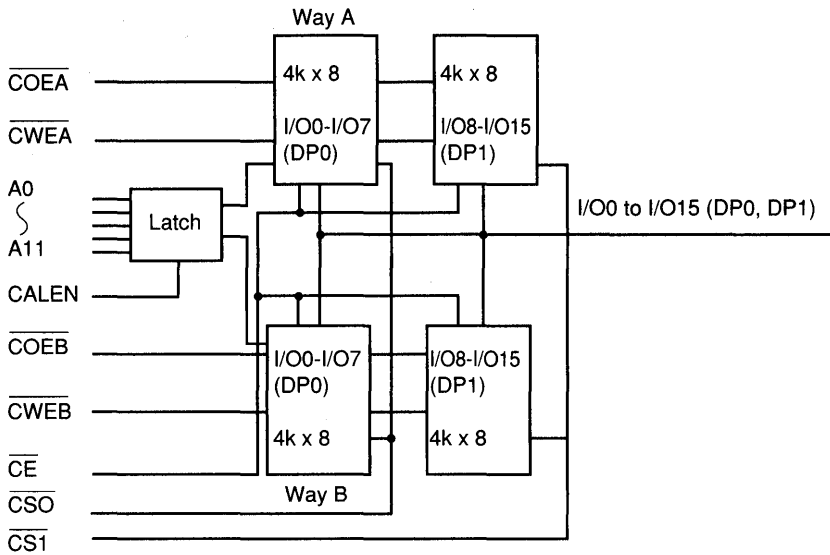 Way A
COEA
CWEA
A0
A11
CALEN
COEB
CWEB
CE
CSO
CS1
Latch
4k x 8
I/O0-I/O7
(DP0)
4k x 8
I/O8-I/O15
(DP1)
I/O0 to I/O15 (DP0, DP1)
I/O0-I/O7
(DP0)
4k x 8
I/O8-I/O15
(DP1)
4k x 8
Way B